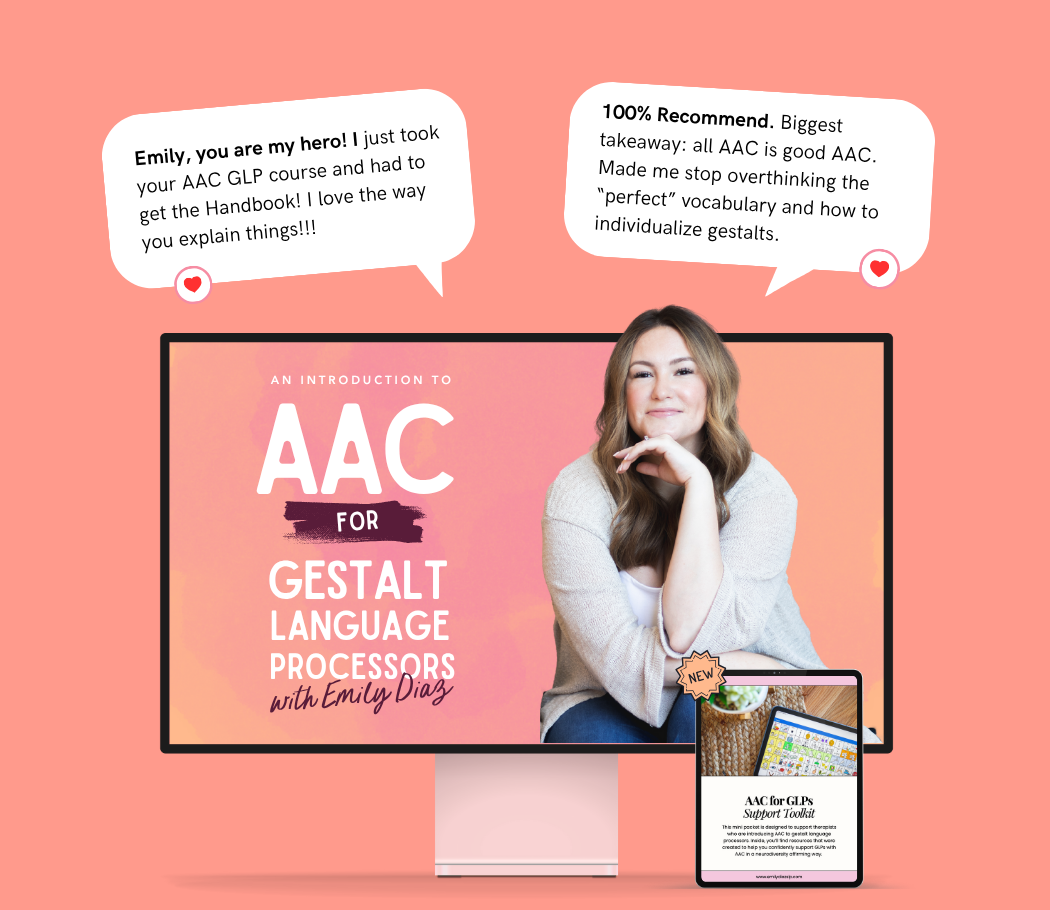 Emily, you are my hero! I just took
your AAC GLP course and had to
get the Handbook! I love the way
you explain things!!!
100% Recommend. Biggest
takeaway: all AAC is good AAC.
Made me stop overthinking the
“perfect” vocabulary and how to
individualize gestalts.
AN INTRODUCTION TO
AAC
FOR
GESTALT
LANGUAGE
PROCESSORS
with Emily Diaz
NEW
AAC for GLPs
Support Toolkit
This mini packet is designed to support therapists
who are introducing AAC to gestalt language
processors. Inside, you'll find resources that were
created to help you confidently support GLPs with
AAC in a neurodiversity affirming way.
www.emilydiazslp.com